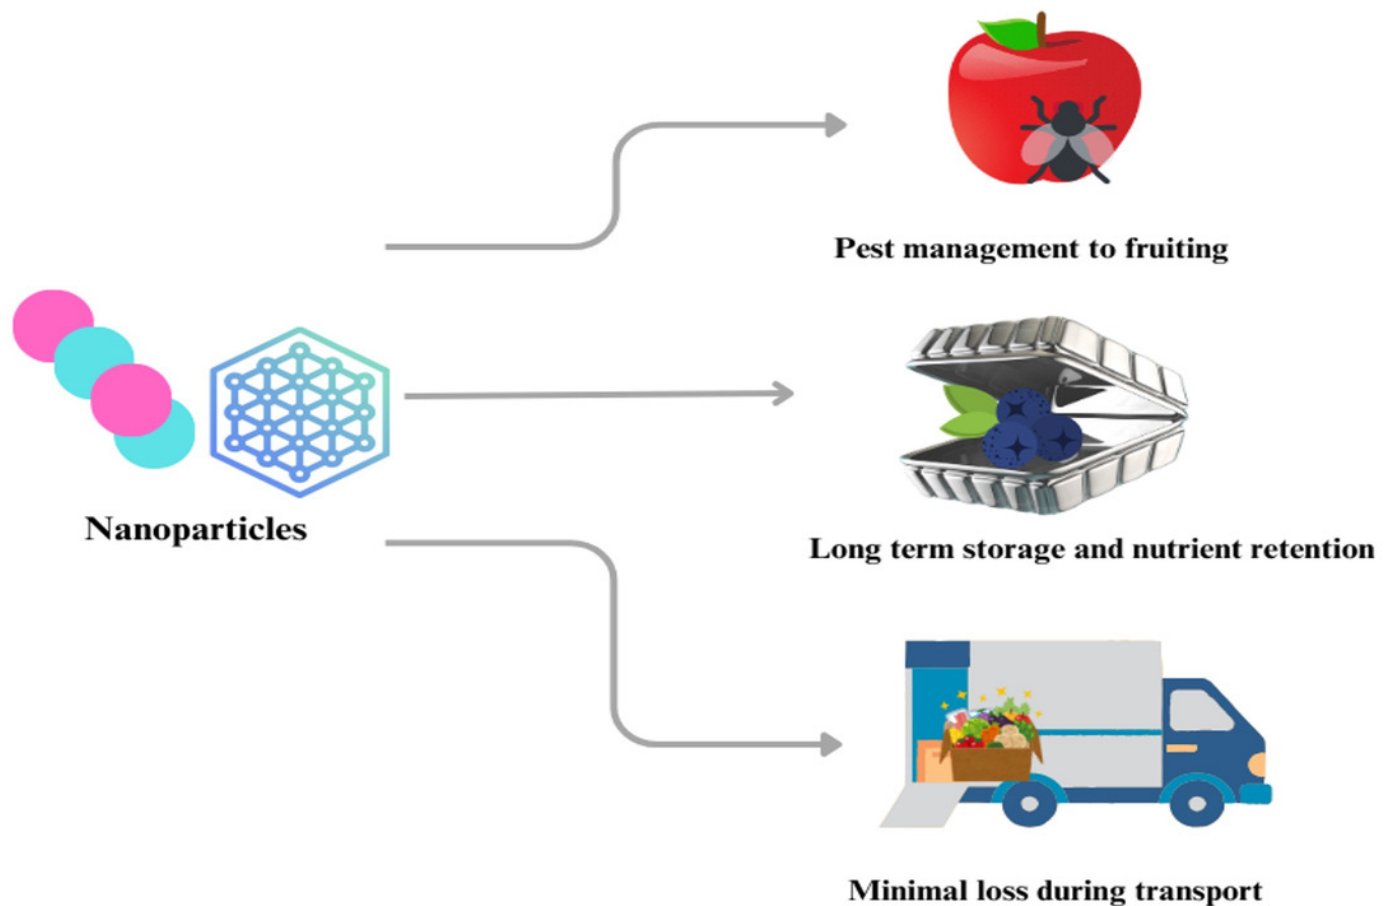 Pest management to fruiting
Nanoparticles
Long term storage and nutrient retention
Minimal loss during transport